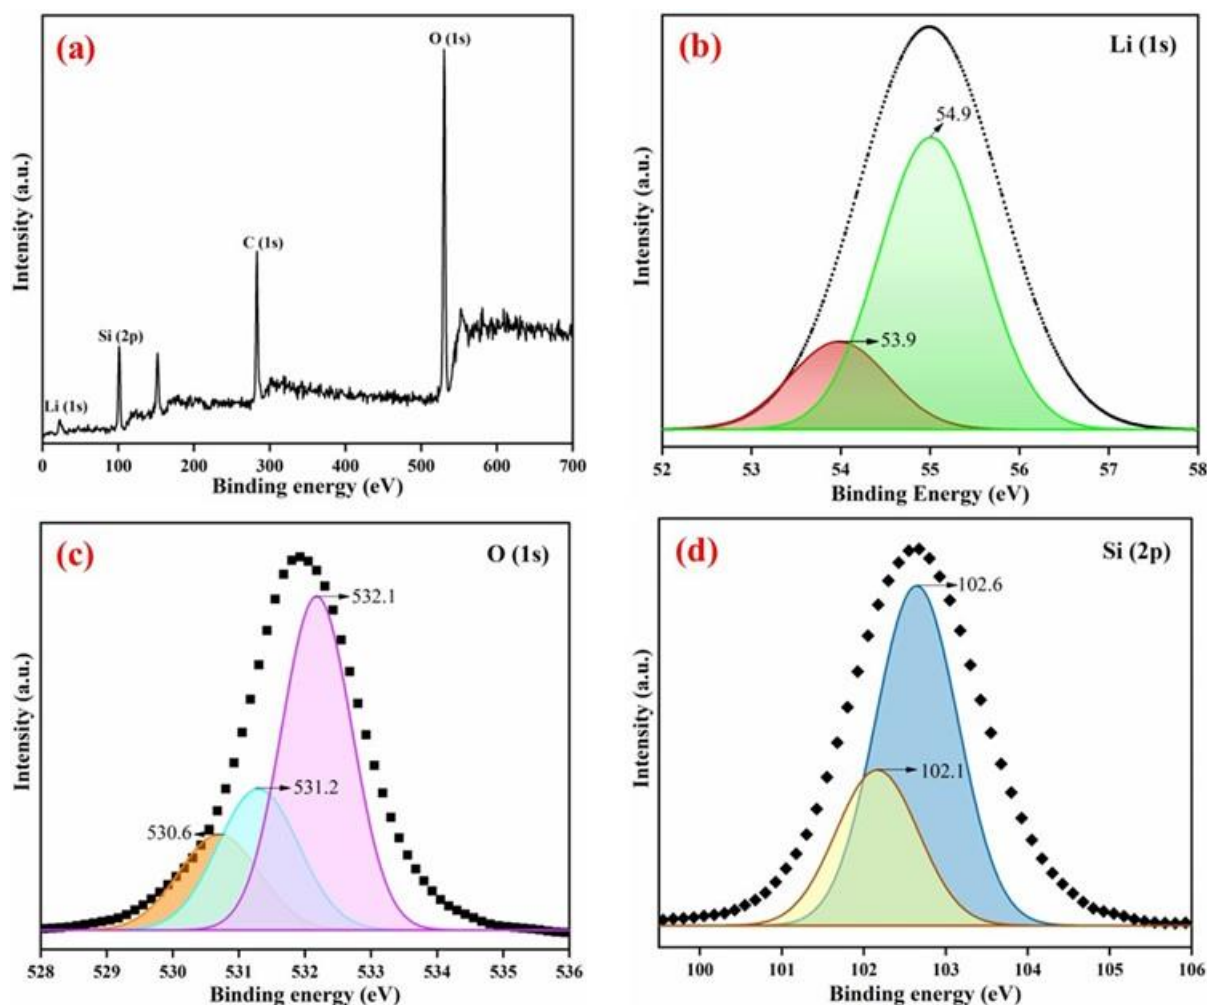 (a)
O (1s)
C (1s)
Si (2p)
Li (1s)
Intensity (a.u.)
0 100 200 300 400 500 600 700
Binding energy (eV)
(b)
Li (1s)
54.9
53.9
Intensity (a.u.)
52 53 54 55 56 57 58
Binding Energy (eV)
(c)
O (1s)
532.1
531.2
530.6
Intensity (a.u.)
528 529 530 531 532 533 534 535 536
Binding energy (eV)
(d)
Si (2p)
102.6
102.1
Intensity (a.u.)
100 101 102 103 104 105 106
Binding energy (eV)